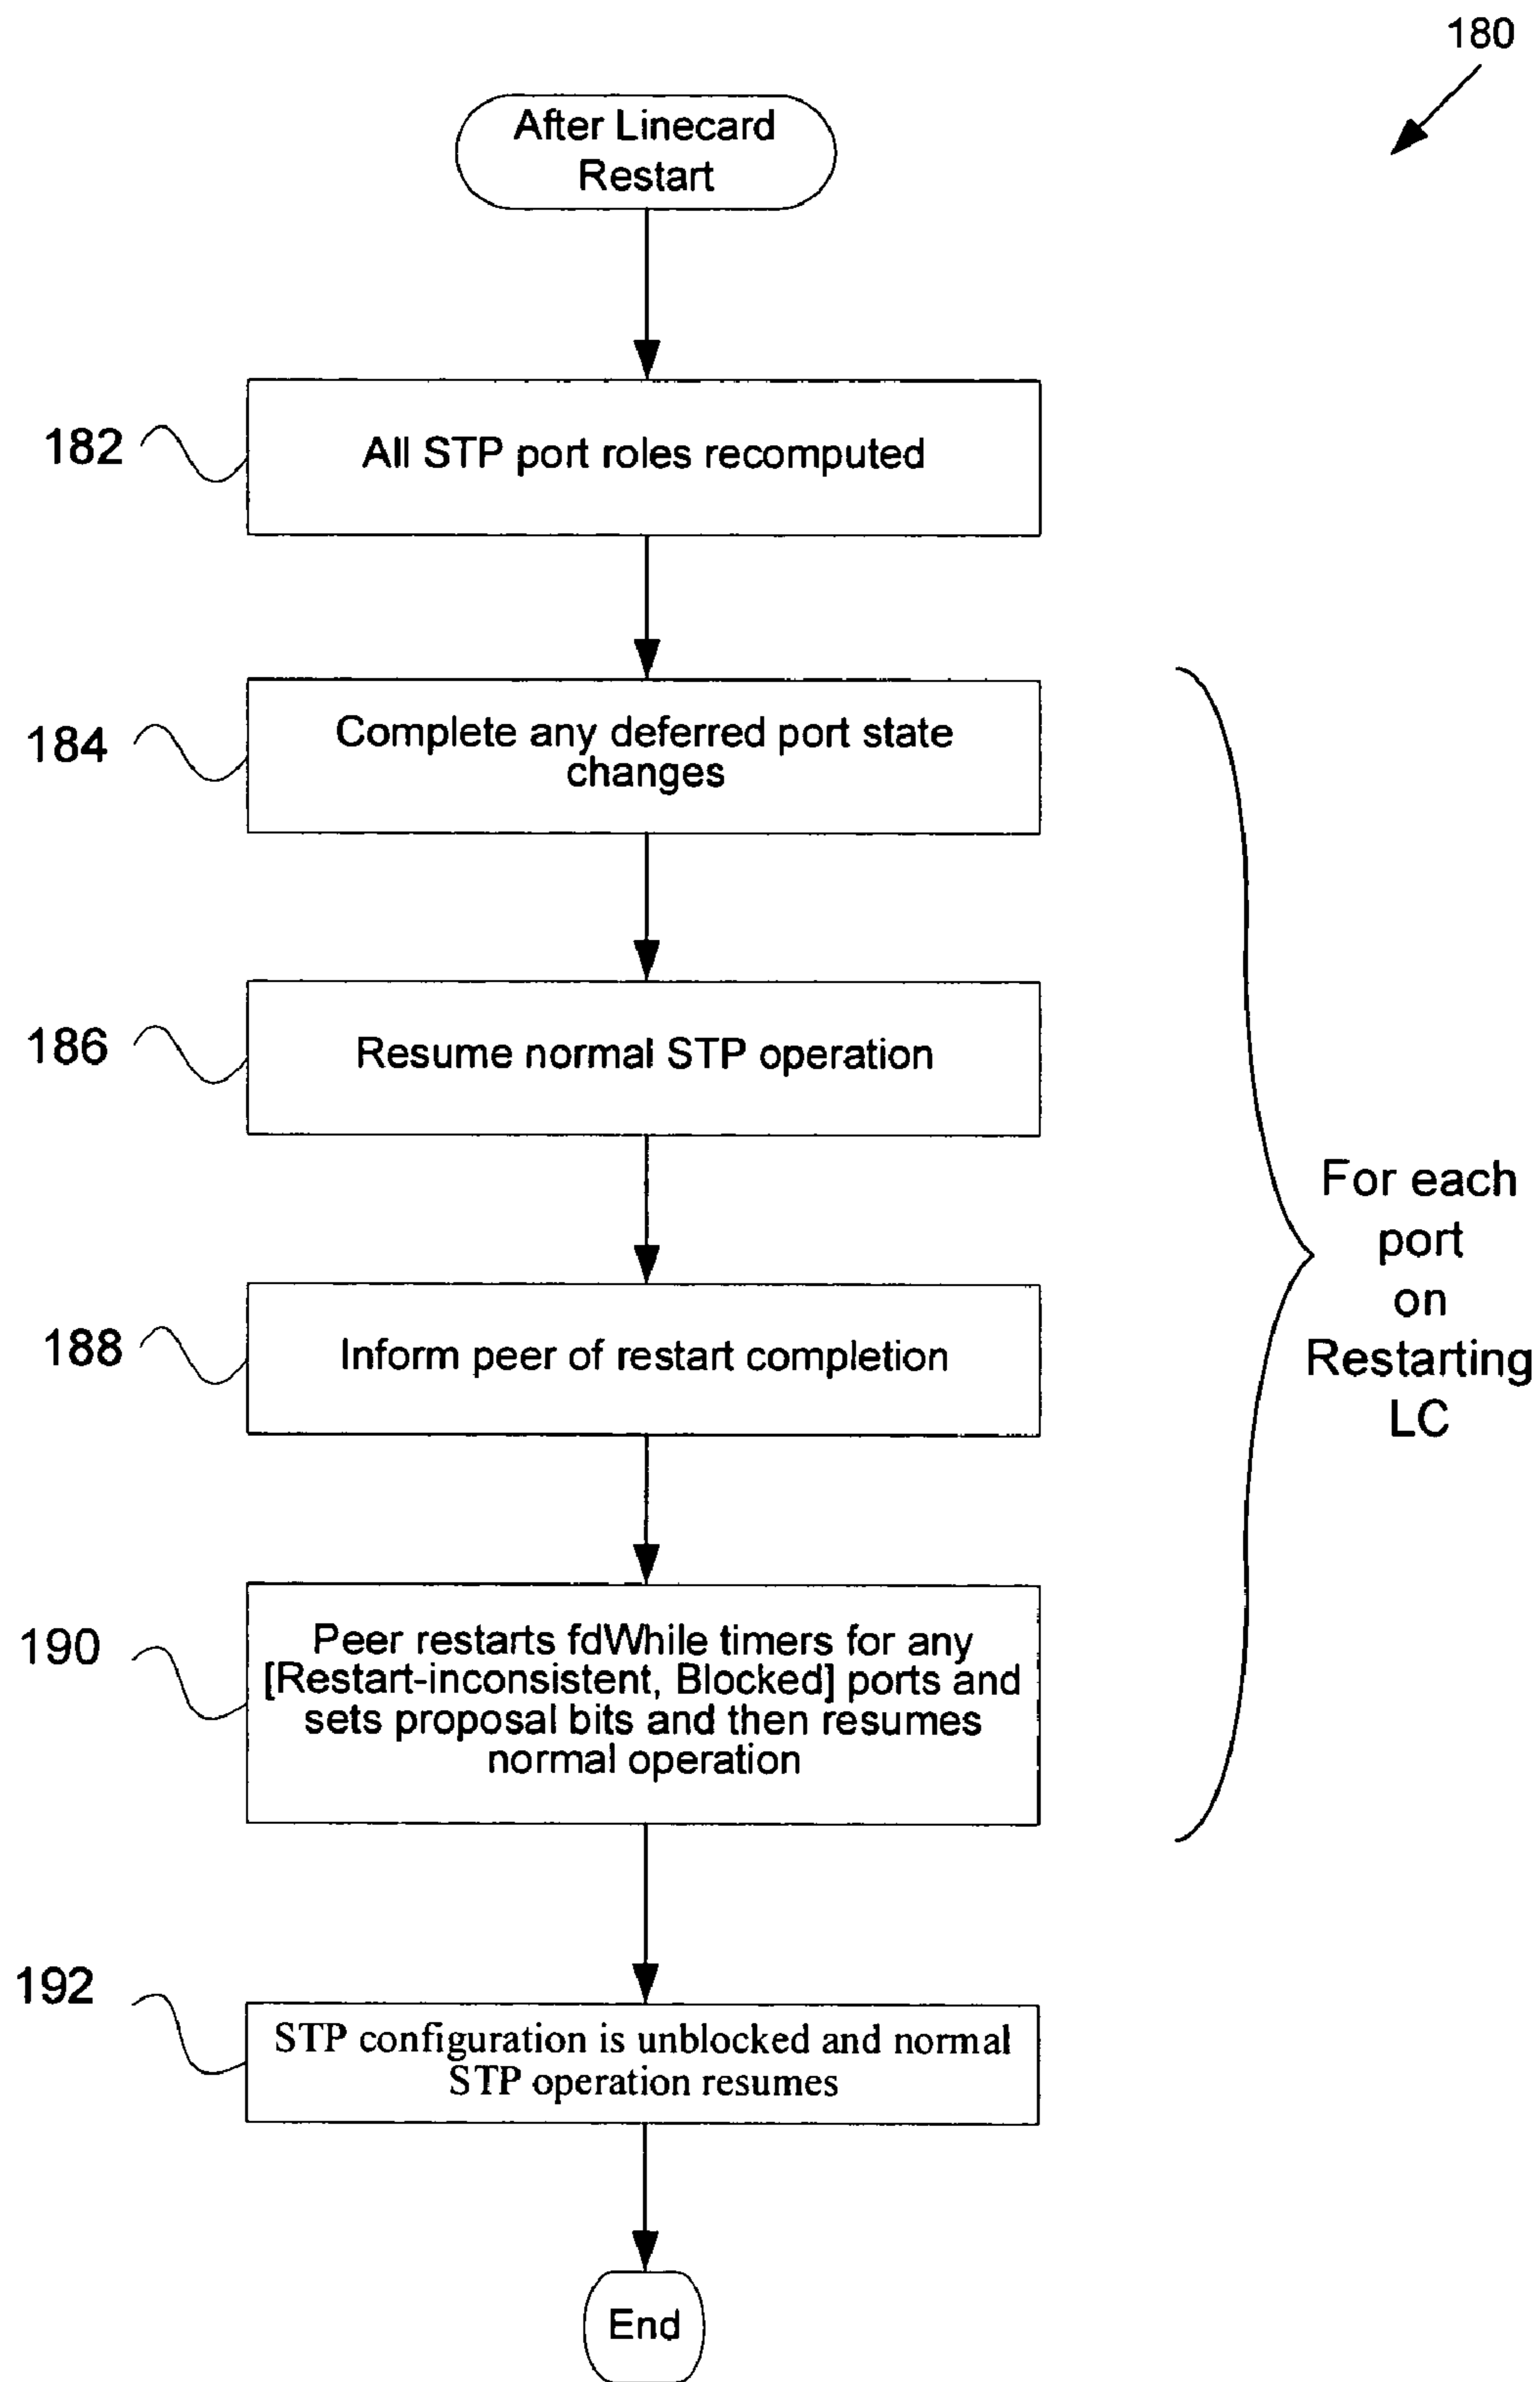 180
After Linecard
Restart
182
All STP port roles recomputed
184
Complete any deferred port state
changes
186
Resume normal STP operation
188
Inform peer of restart completion
190
Peer restarts fdWhile timers for any
[Restart-inconsistent, Blocked] ports and
sets proposal bits and then resumes
normal operation
For each
port
on
Restarting
LC
192
STP configuration is unblocked and normal
STP operation resumes
End